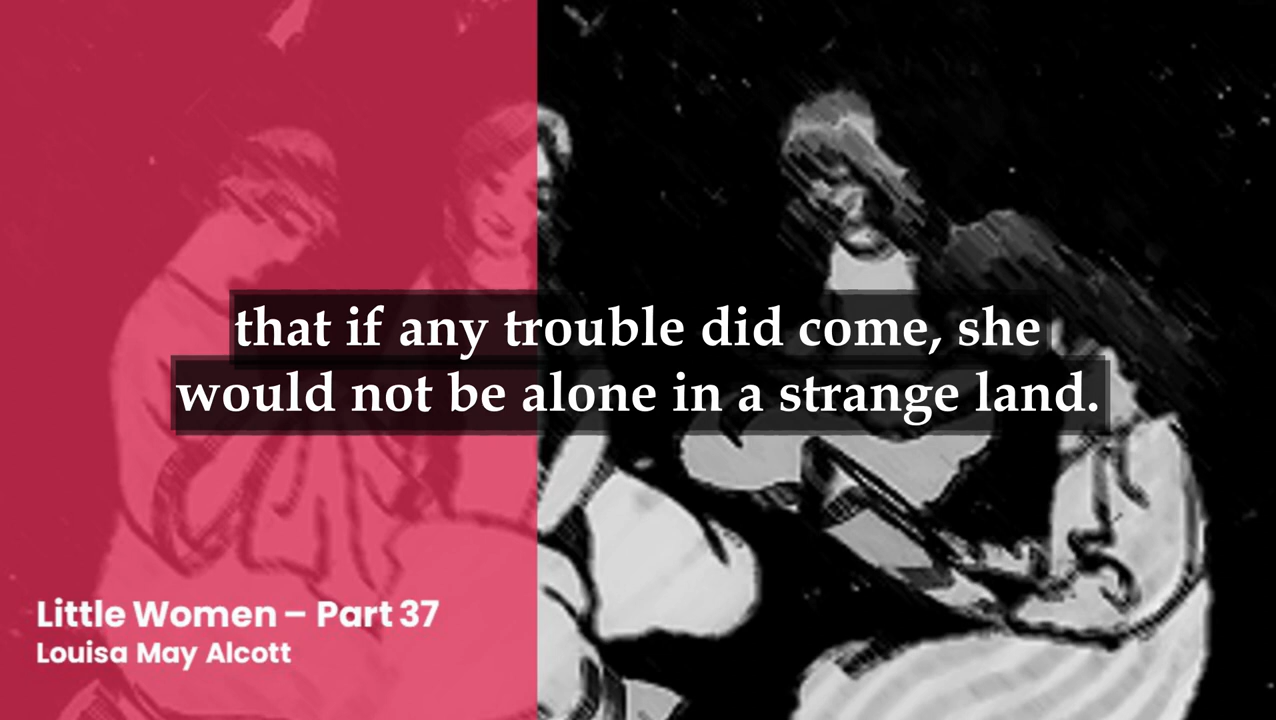 that if any trouble did come, she
would not be alone in a strange land.
Little Women – Part 37
Louisa May Alcott